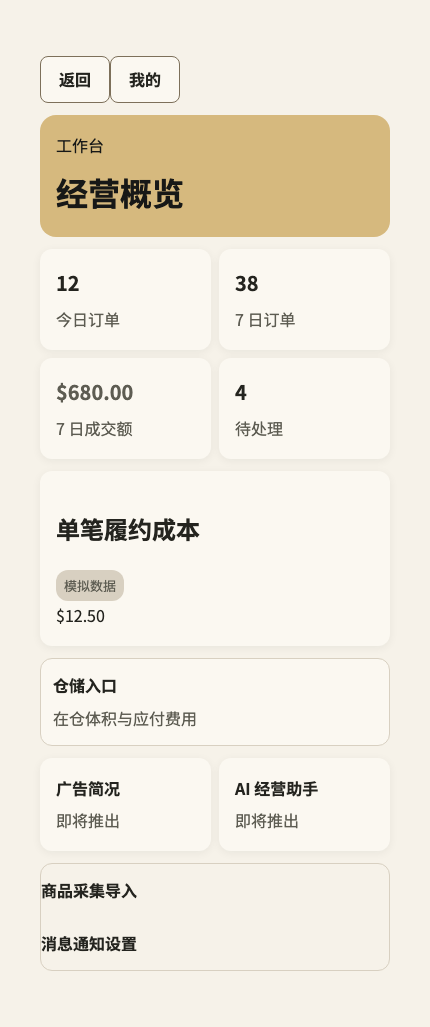 返回 我的
工作台
经营概览
12 38
今日订单 7 日订单
$680.00 4
7 日成交额 待处理
单笔履约成本
模拟数据
$12.50
仓储入口
在仓体积与应付费用
广告简况 AI 经营助手
即将推出 即将推出
商品采集导入
消息通知设置